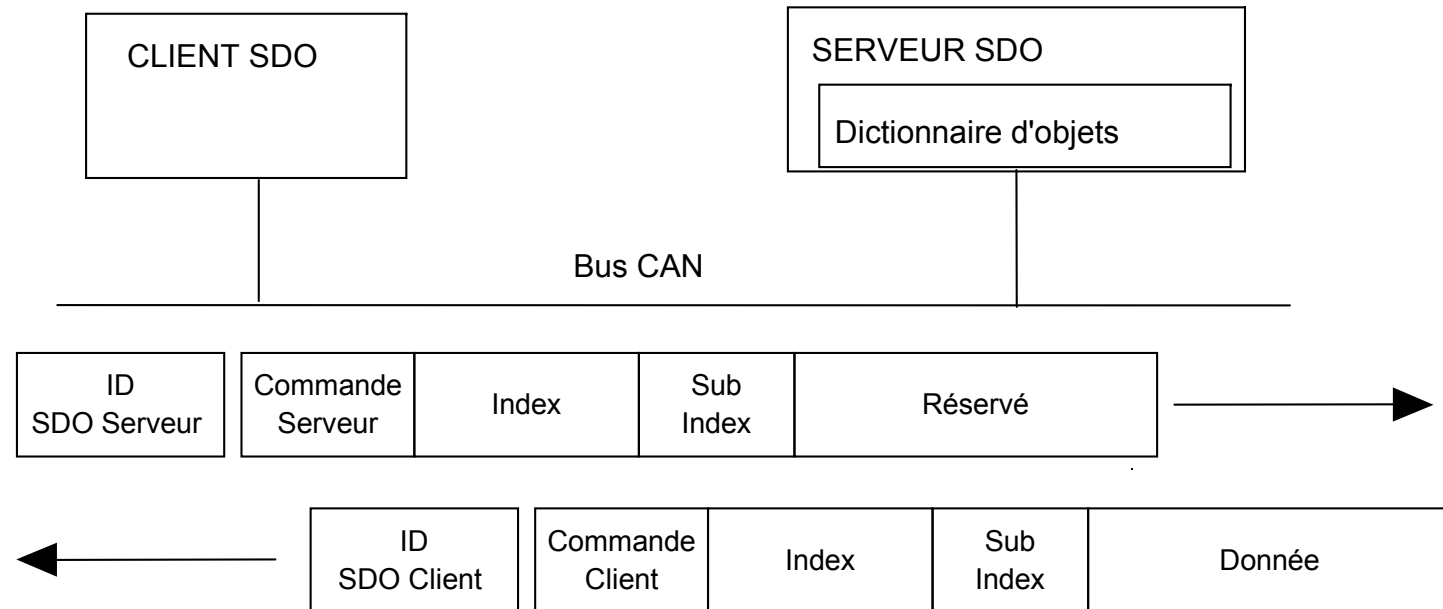 CLIENT SDO
SERVEUR SDO
Dictionnaire d'objets
Bus CAN
ID
SDO Serveur
Commande
Serveur
Index
Sub
Index
Réservé
ID
SDO Client
Commande
Client
Index
Sub
Index
Donnée